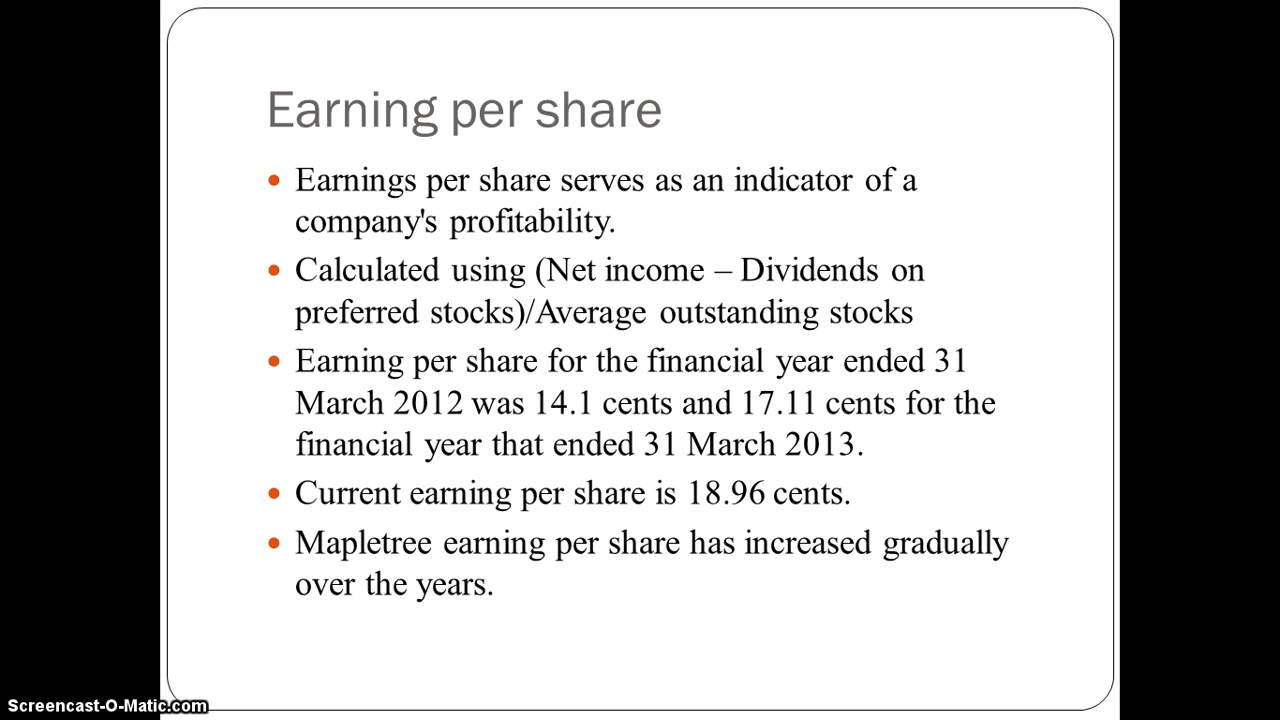 Earning per share
Earnings per share serves as an indicator of a
company's profitability.
Calculated using (Net income – Dividends on
preferred stocks)/Average outstanding stocks
Earning per share for the financial year ended 31
March 2012 was 14.1 cents and 17.11 cents for the
financial year that ended 31 March 2013.
Current earning per share is 18.96 cents.
Mapletree earning per share has increased gradually
over the years.
Screencast-O-Matic.com